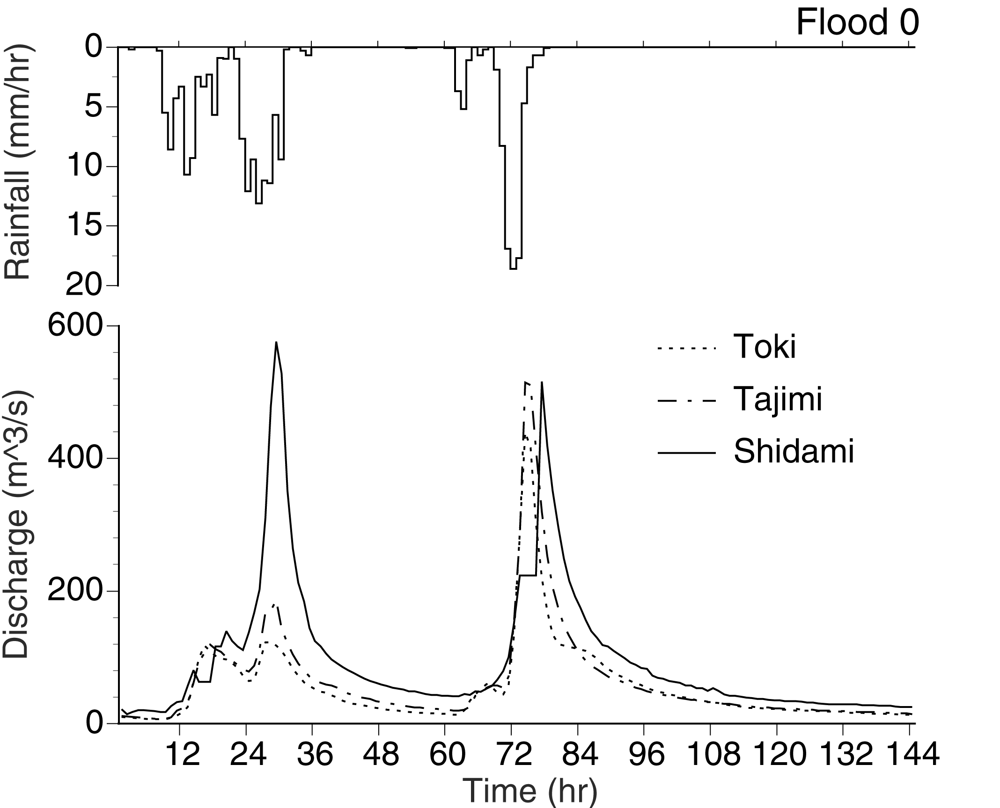 Flood 0
Rainfall (mm/hr)
0
5
10
15
20
Discharge (m^3/s)
600
400
200
0
Toki
Tajimi
Shidami
12 24 36 48 60 72 84 96 108 120 132 144
Time (hr)